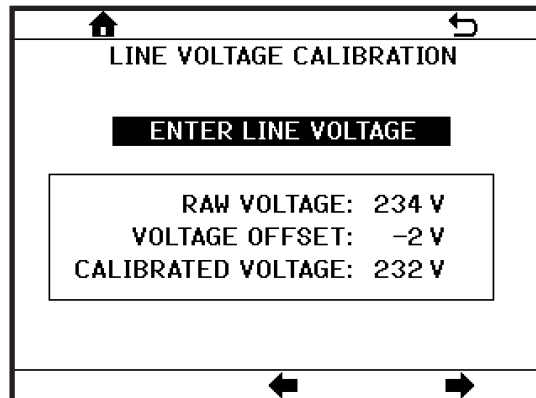 LINE VOLTAGE CALIBRATION
ENTER LINE VOLTAGE
RAW VOLTAGE: 234 V
VOLTAGE OFFSET: -2 V
CALIBRATED VOLTAGE: 232 V